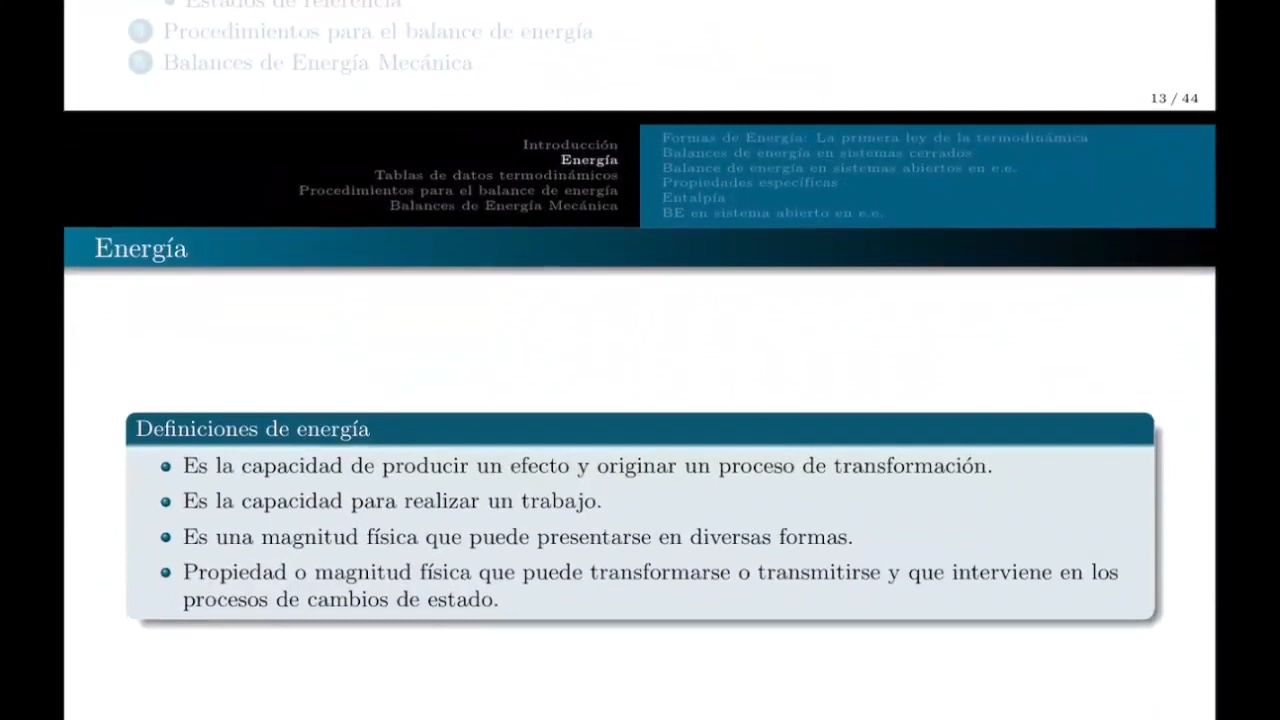 Estados de referencia
Procedimientos para el balance de energía
Balances de Energía Mecánica
13 / 44
Introducción
Energía
Tablas de datos termodinámicos
Procedimientos para el balance de energía
Balances de Energía Mecánica
Formas de Energía: La primera ley de la termodinámica
Balances de energía en sistemas cerrados
Balance de energía en sistemas abiertos en e.e.
Propiedades específicas
Entalpía
BE en sistema abierto en e.e.
Energía
Definiciones de energía
Es la capacidad de producir un efecto y originar un proceso de transformación.
Es la capacidad para realizar un trabajo.
Es una magnitud física que puede presentarse en diversas formas.
Propiedad o magnitud física que puede transformarse o transmitirse y que interviene en los
procesos de cambios de estado.